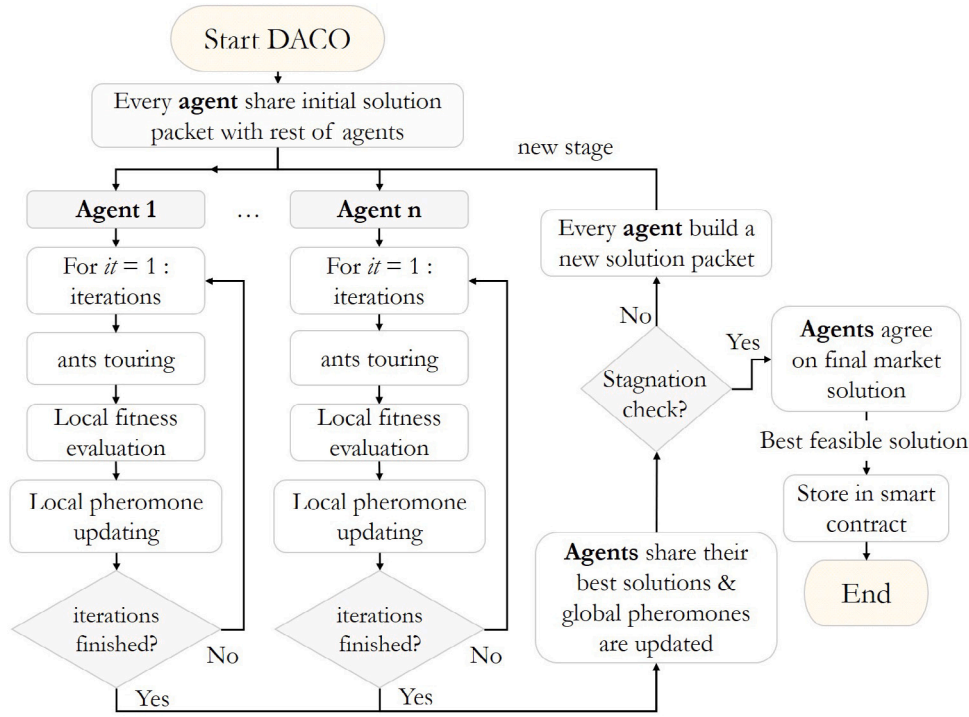 Start DACO
Every agent share initial solution
packet with rest of agents
new stage
Agent 1
...
Agent n
Every agent build a
new solution packet
For it = 1 :
iterations
For it = 1 :
iterations
No
Yes
Agents agree
on final market
solution
ants touring
ants touring
Stagnation
check?
Local fitness
evaluation
Local fitness
evaluation
Best feasible solution
Local pheromone
updating
Local pheromone
updating
Store in smart
contract
Agents share their
best solutions &
global pheromones
are updated
End
iterations
finished?
No
iterations
finished?
No
Yes
Yes